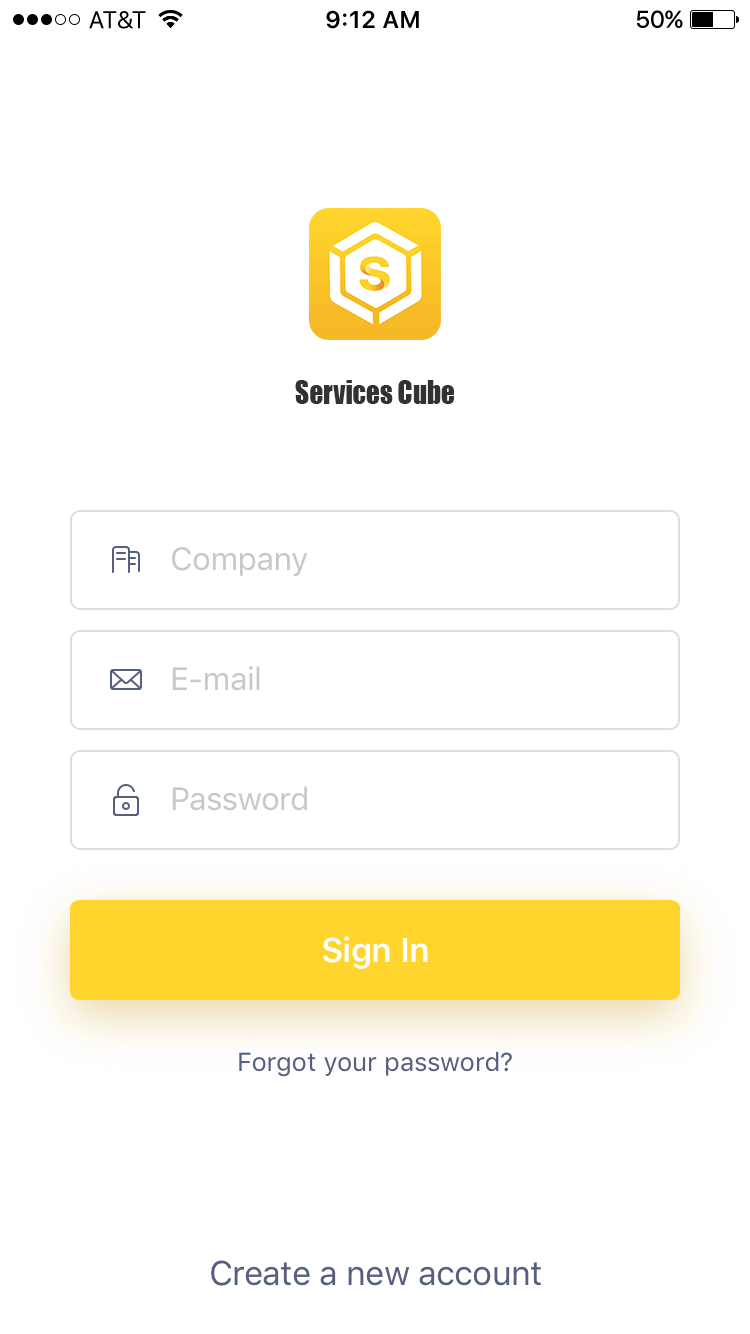 AT&T 9:12 AM 50%
S
Services Cube
Company
E-mail
Password
Sign In
Forgot your password?
Create a new account